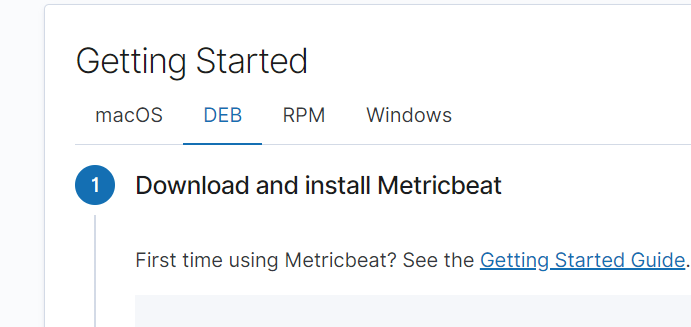 Getting Started
macOS DEB RPM Windows
1 Download and install Metricbeat
First time using Metricbeat? See the Getting Started Guide.